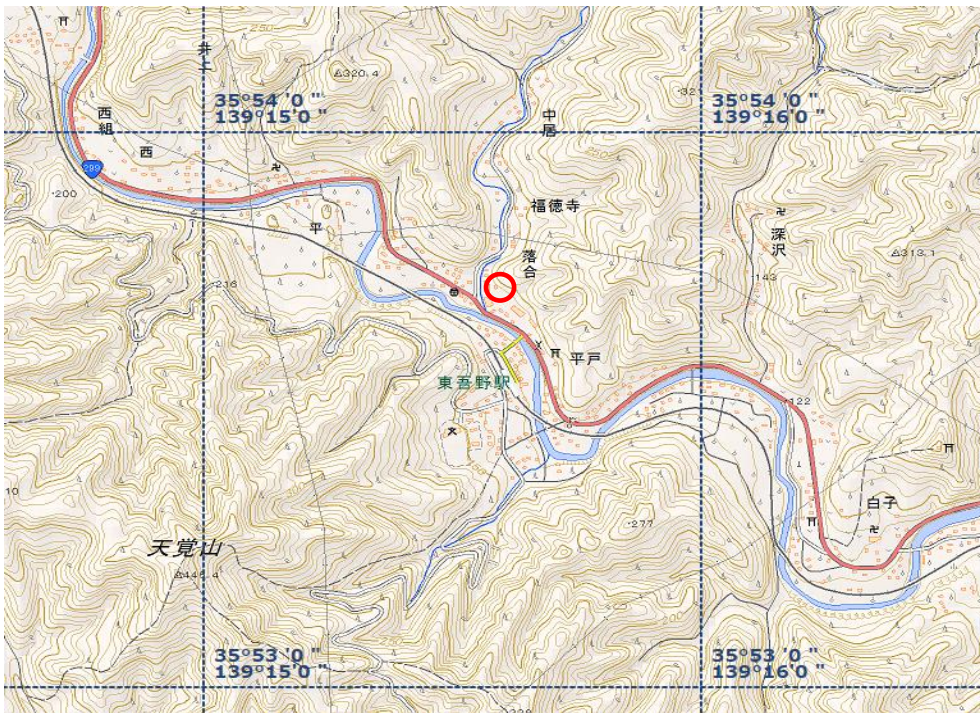 井上
△320.4
中居
35°54 '0 "
139°15'0 "
35°54 '0 "
139°16'0 "
西組
西
299
・200
平
福徳寺
落合
深沢
△313.1
・143
・216
東吾野駅
平戸
・122
・277
白子
天覚山
△445.4
35°53 '0 "
139°15'0 "
35°53 '0 "
139°16'0 "